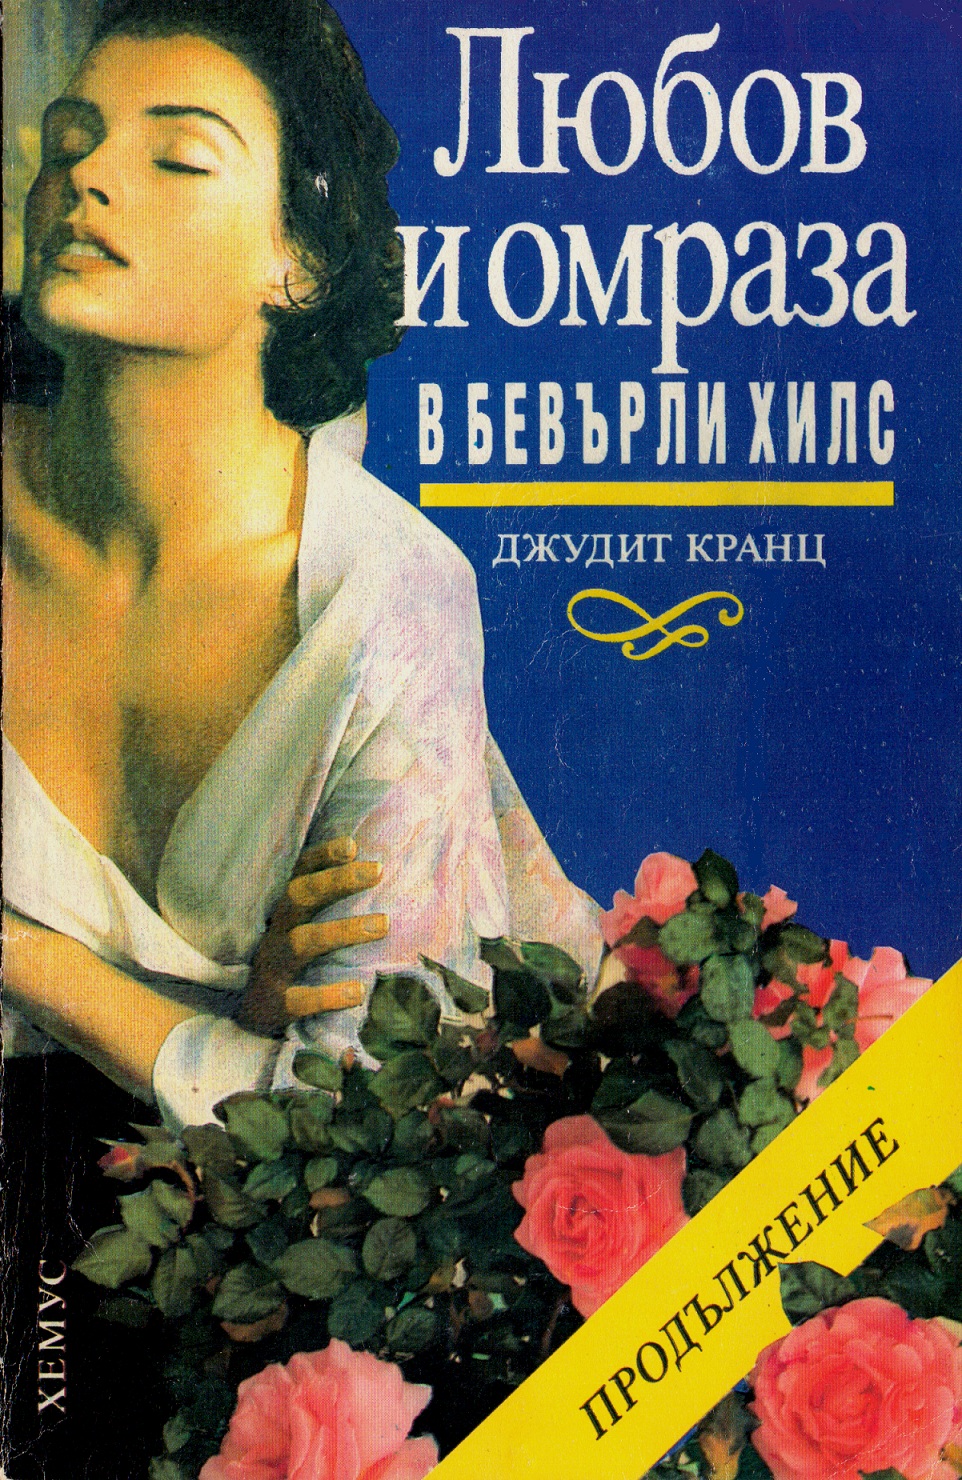 Любов
и омраза
В БЕВЪРЛИ ХИЛС
ДЖУДИТ КРАНЦ
ПРОДЪЛЖЕНИЕ
ХЕМУС